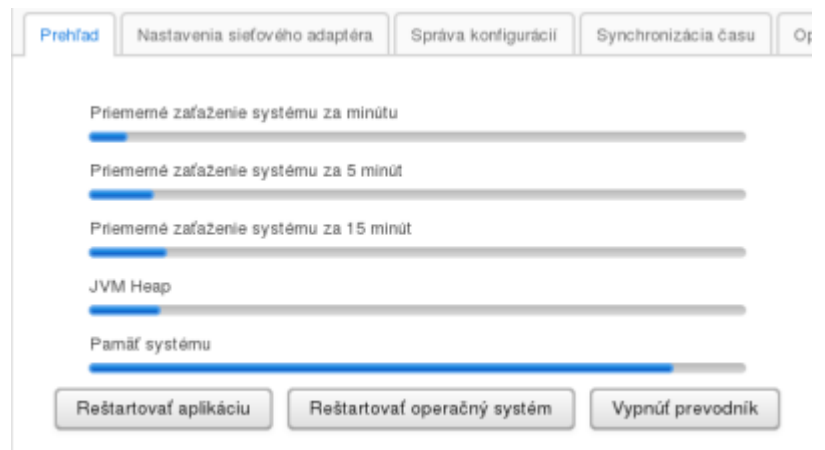 Prehľad Nastavenia sieťového adaptéra Správa konfigurácií Synchronizácia času Op
Priemerné zaťaženie systému za minútu
Priemerné zaťaženie systému za 5 minút
Priemerné zaťaženie systému za 15 minút
JVM Heap
Pamäť systému
Reštartovať aplikáciu Reštartovať operačný systém Vypnúť prevodník